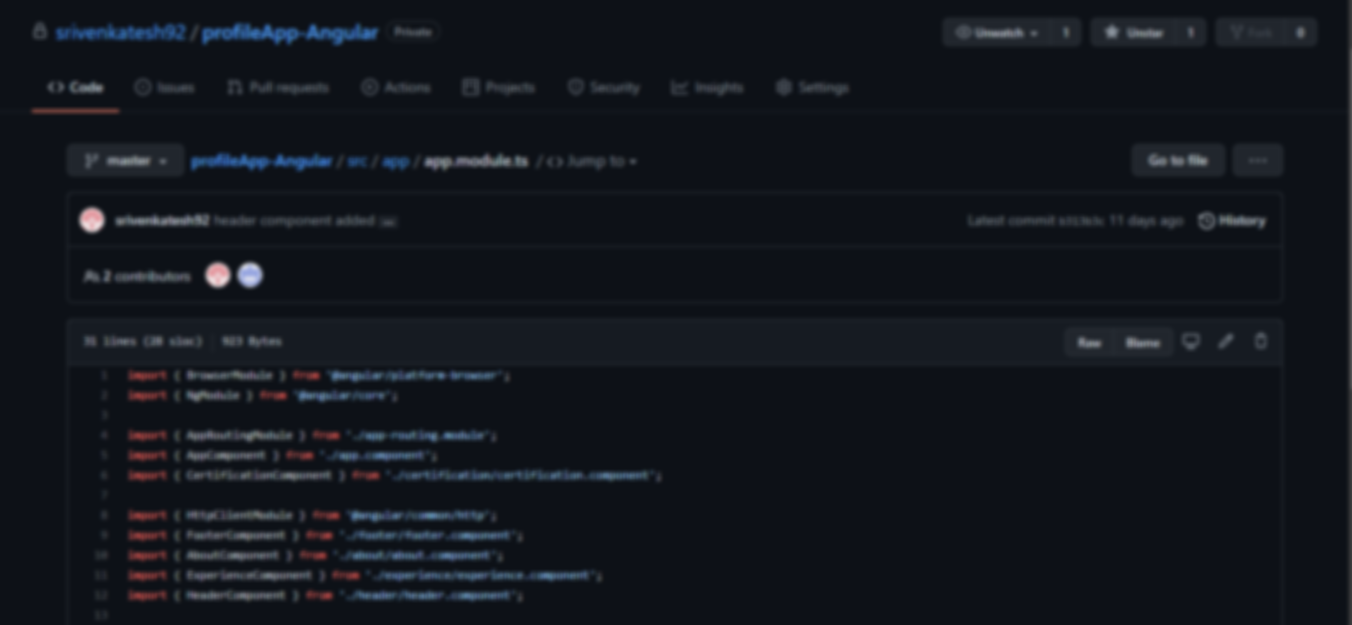 srivenkatesh92 / profileApp-Angular Private
Unwatch 1 Unstar 1 Fork 0
<> Code Issues Pull requests Actions Projects Security Insights Settings
master profileApp-Angular / src / app / app.module.ts / <> Jump to
Go to file ...
srivenkatesh92 header component added ...
Latest commit 11 days ago History
2 contributors
31 lines (28 sloc) 923 Bytes
Raw Blame
1 import { BrowserModule } from '@angular/platform-browser';
2 import { NgModule } from '@angular/core';
3
4 import { AppRoutingModule } from './app-routing.module';
5 import { AppComponent } from './app.component';
6 import { CertificationComponent } from './certification/certification.component';
7
8 import { HttpClientModule } from '@angular/common/http';
9 import { FooterComponent } from './footer/footer.component';
10 import { AboutComponent } from './about/about.component';
11 import { ExperienceComponent } from './experience/experience.component';
12 import { HeaderComponent } from './header/header.component';
13